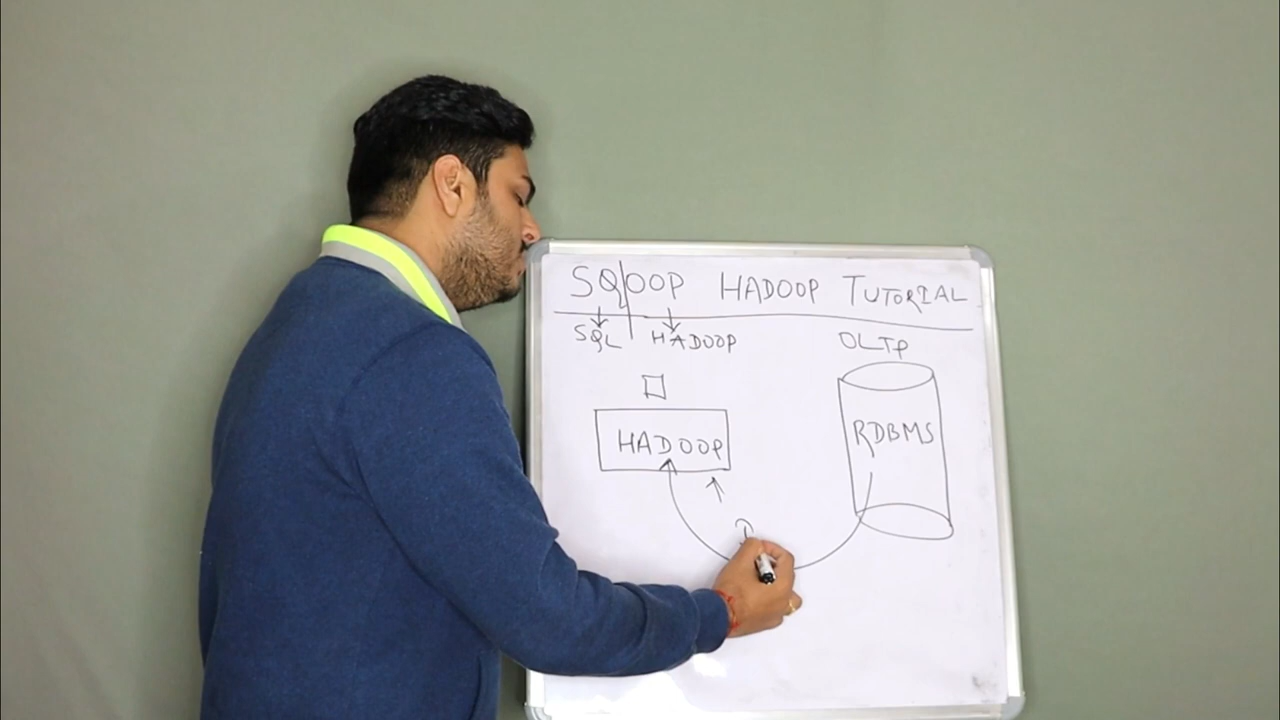 SQOOP HADOOP TUTORIAL
SQL HADOOP
OLTP
HADOOP
RDBMS